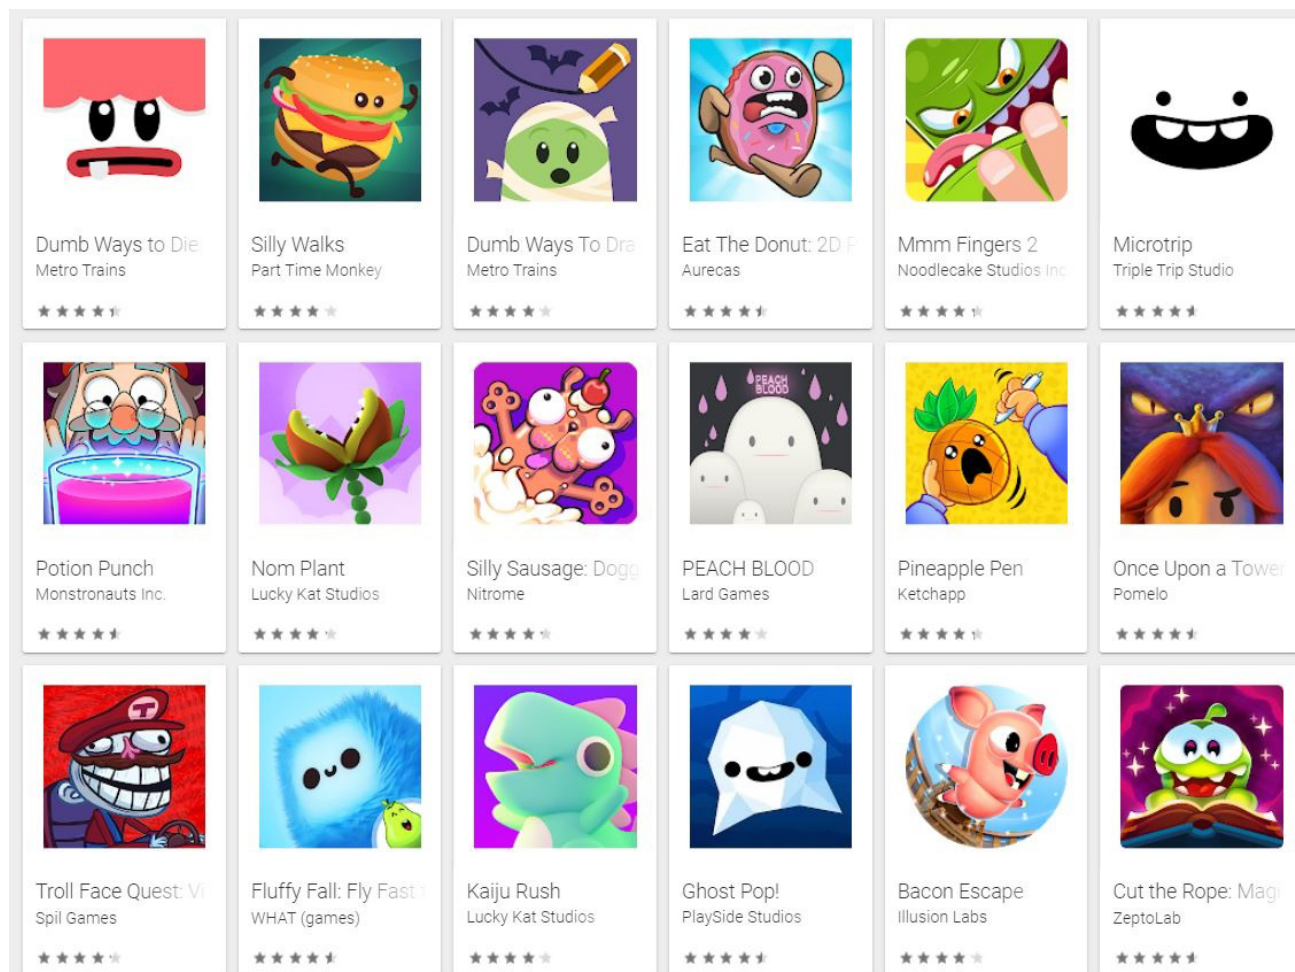 Dumb Ways to Die
Metro Trains
Silly Walks
Part Time Monkey
Dumb Ways To Dra
Metro Trains
Eat The Donut: 2D
Aurecas
Mmm Fingers 2
Noodlecake Studios Inc
Microtrip
Triple Trip Studio
PEACH
BLOOD
Potion Punch
Monstronauts Inc.
Nom Plant
Lucky Kat Studios
Silly Sausage: Dogg
Nitrome
PEACH BLOOD
Lard Games
Pineapple Pen
Ketchapp
Once Upon a Tower
Pomelo
T
Troll Face Quest: Vi
Spil Games
Fluffy Fall: Fly Fast
WHAT (games)
Kaiju Rush
Lucky Kat Studios
Ghost Pop!
PlaySide Studios
Bacon Escape
Illusion Labs
Cut the Rope: Magi
ZeptoLab